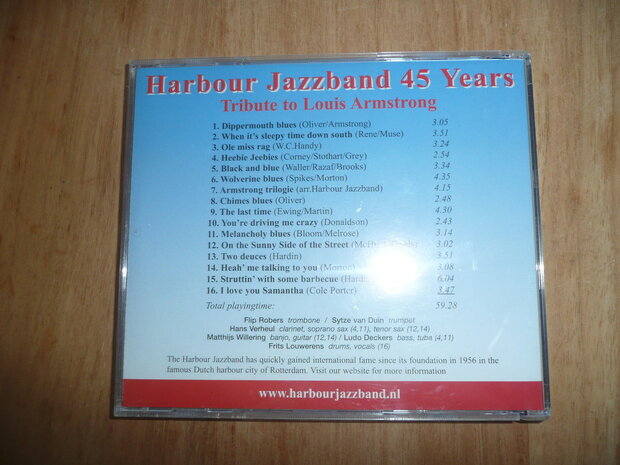 Harbour Jazzband 45 Years
Tribute to Louis Armstrong
1. Dippermouth blues (Oliver/Armstrong) 3.05
2. When it's sleepy time down south (Rene/Muse) 3.51
3. Ole miss rag (W.C.Handy) 3.24
4. Heebie Jeebies (Corney/Stothart/Grey) 2.54
5. Black and blue (Waller/Razaf/Brooks) 3.34
6. Wolverine blues (Spikes/Morton) 4.35
7. Armstrong trilogie (arr.Harbour Jazzband) 4.15
8. Chimes blues (Oliver) 2.48
9. The last time (Ewing/Martin) 4.30
10. You're driving me crazy (Donaldson) 2.43
11. Melancholy blues (Bloom/Melrose) 3.14
12. On the Sunny Side of the Street 3.02
13. Two deuces (Hardin) 3.51
14. Heah' me talking to you (Morton) 3.08
15. Struttin' with some barbecue 6.04
16. I love you Samantha (Cole Porter) 3.47
Total playingtime: 59.28
Flip Robers trombone / Sytze van Duin trumpet
Hans Verheul clarinet, soprano sax (4,11), tenor sax (12,14)
Matthijs Willering banjo, guitar (12,14) / Ludo Deckers bass, tuba (4,11)
Frits Louwerens drums, vocals (16)
The Harbour Jazzband has quickly gained international fame since its foundation in 1956 in the
famous Dutch harbour city of Rotterdam. Visit our website for more information
www.harbourjazzband.nl